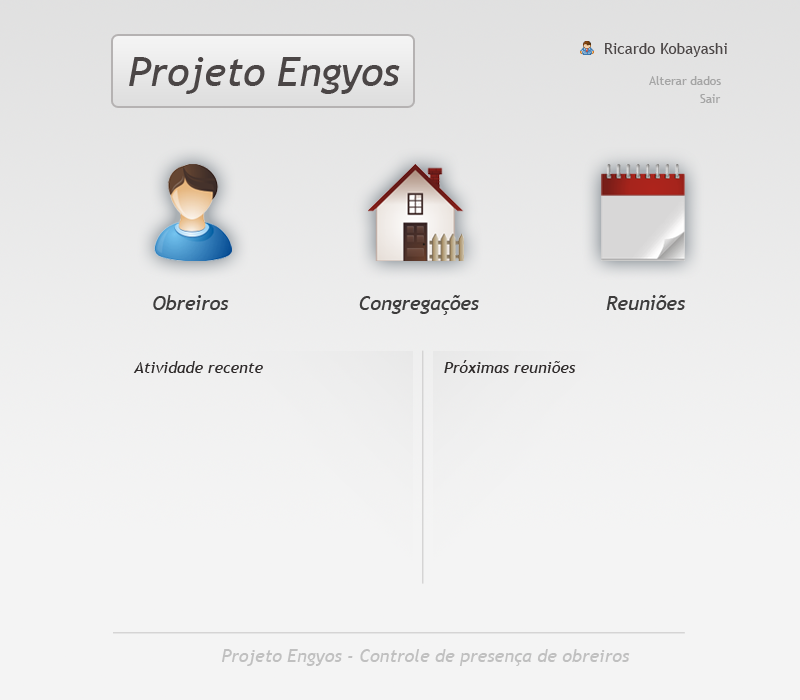 Projeto Engyos
Ricardo Kobayashi
Alterar dados
Sair
Obreiros
Congregações
Reuniões
Atividade recente
Próximas reuniões
Projeto Engyos - Controle de presença de obreiros